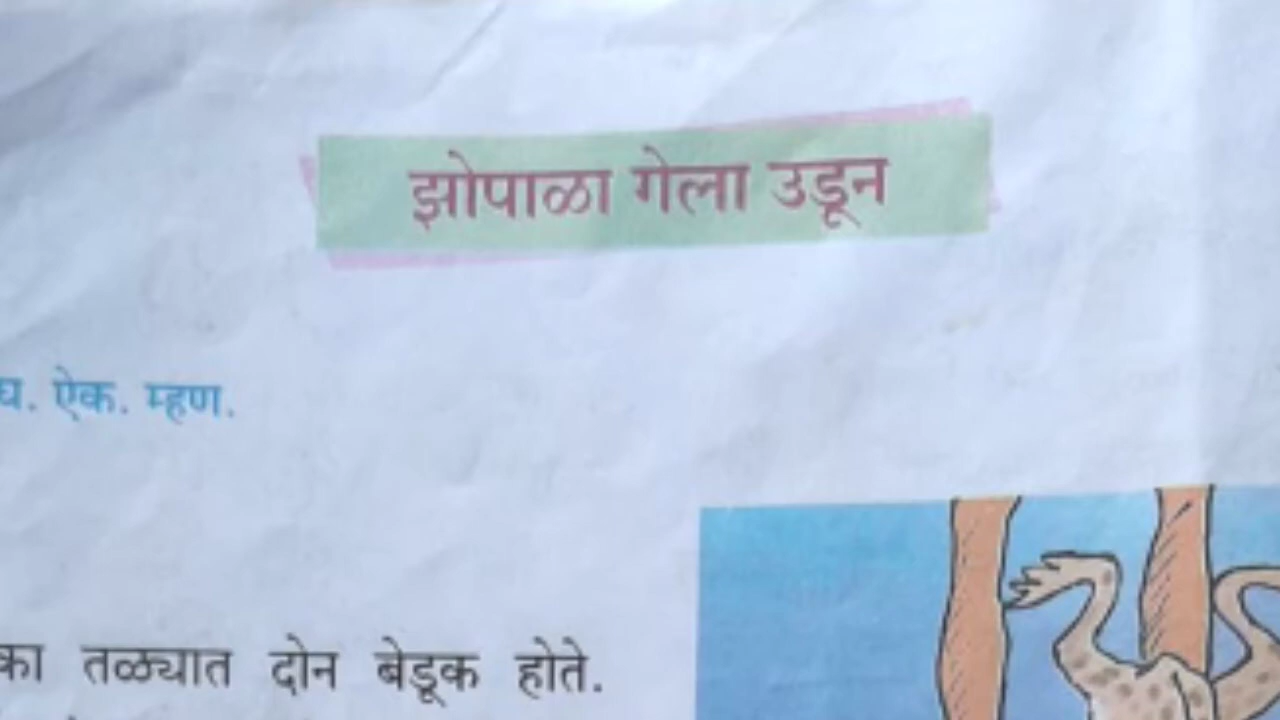 झोपाळा गेला उडून
ऐक. म्हण.
तळ्यात दोन बेडूक होते.